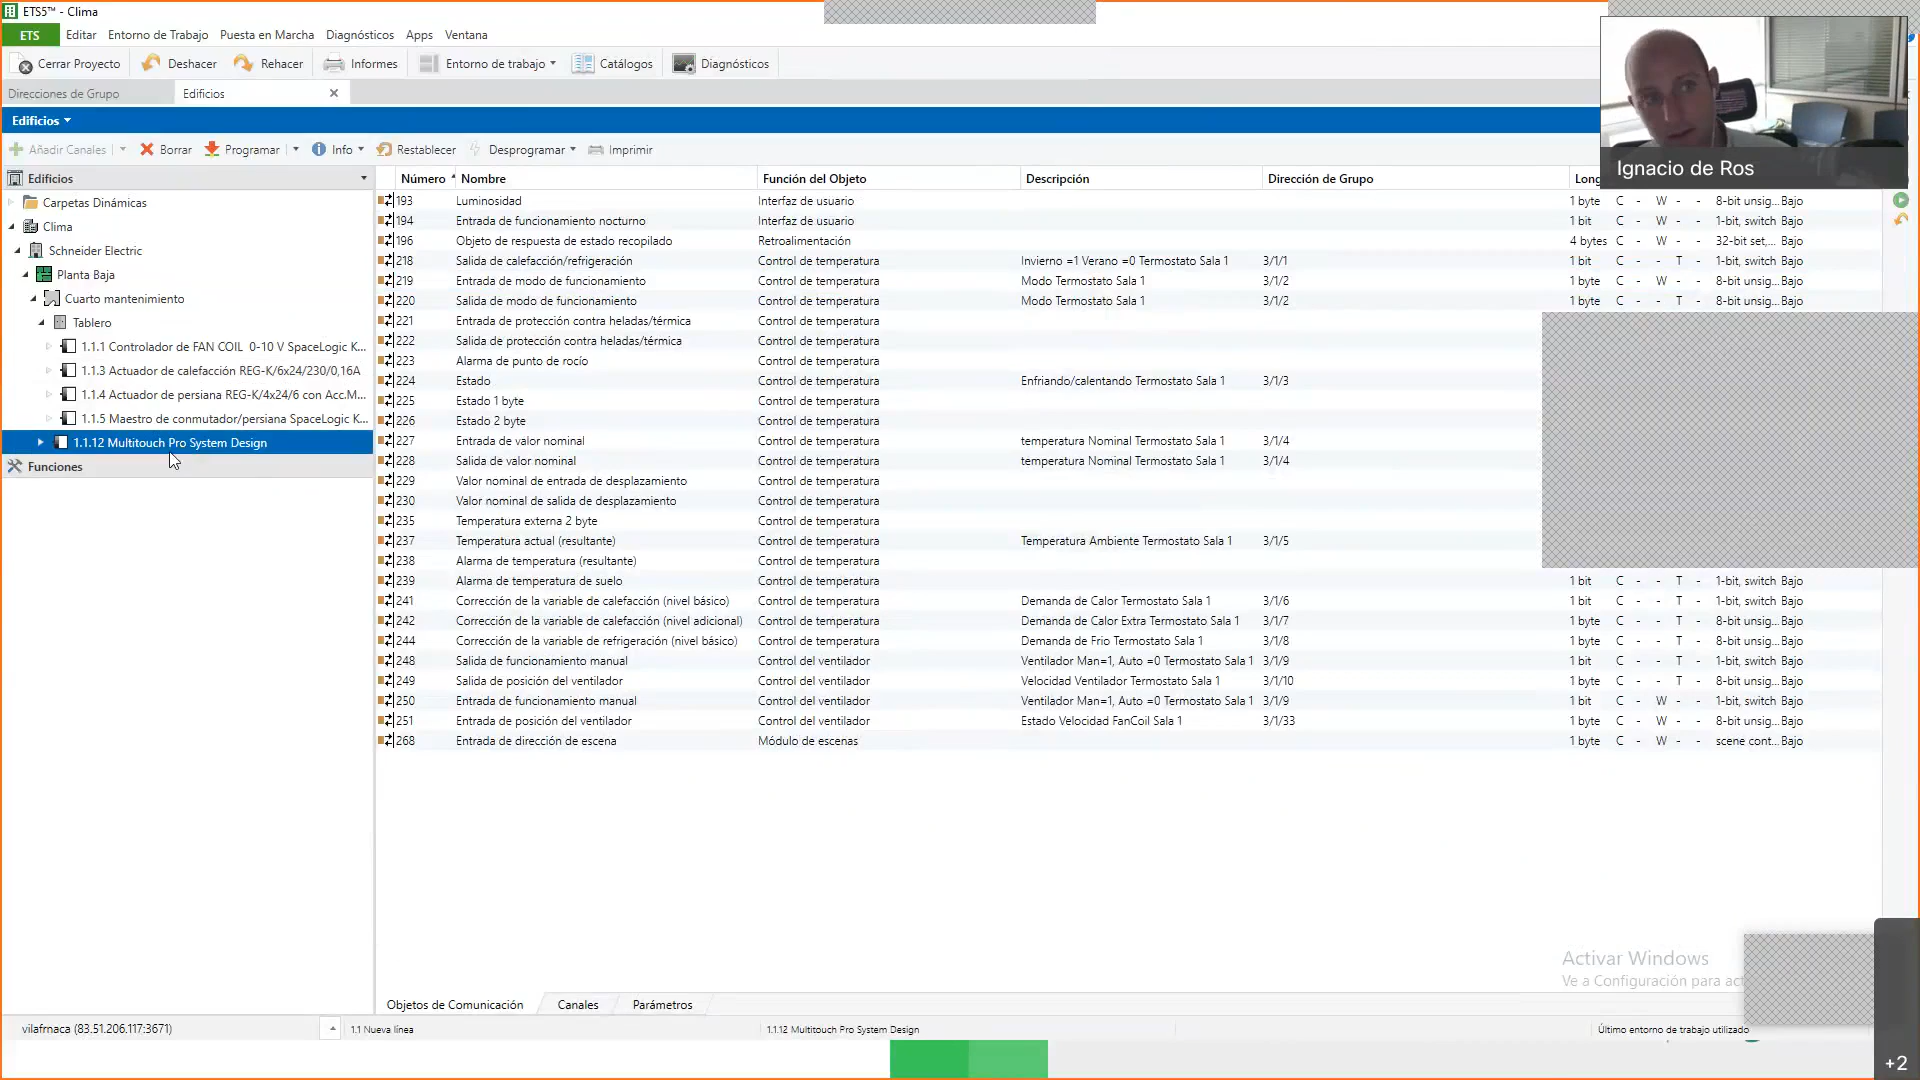 ETS5™ - Clima
ETS Editar Entorno de Trabajo Puesta en Marcha Diagnósticos Apps Ventana
Cerrar Proyecto Deshacer Rehacer Informes Entorno de trabajo Catálogos Diagnósticos
Direcciones de Grupo Edificios
Edificios
Añadir Canales Borrar Programar Info Restablecer Desprogramar Imprimir
Ignacio de Ros
Edificios
Carpetas Dinámicas
Clima
Schneider Electric
Planta Baja
Cuarto mantenimiento
Tablero
1.1.1 Controlador de FAN COIL 0-10 V SpaceLogic K...
1.1.3 Actuador de calefacción REG-K/6x24/230/0,16A
1.1.4 Actuador de persiana REG-K/4x24/6 con Acc.M...
1.1.5 Maestro de conmutador/persiana SpaceLogic K...
1.1.12 Multitouch Pro System Design
Funciones
Número Nombre Función del Objeto Descripción Dirección de Grupo Long
193 Luminosidad Interfaz de usuario 1 byte C - W - - 8-bit unsig... Bajo
194 Entrada de funcionamiento nocturno Interfaz de usuario 1 bit C - W - - 1-bit, switch Bajo
196 Objeto de respuesta de estado recopilado Retroalimentación 4 bytes C - W - - 32-bit set,... Bajo
218 Salida de calefacción/refrigeración Control de temperatura Invierno =1 Verano =0 Termostato Sala 1 3/1/1 1 bit C - - T - 1-bit, switch Bajo
219 Entrada de modo de funcionamiento Control de temperatura Modo Termostato Sala 1 3/1/2 1 byte C - W - - 8-bit unsig... Bajo
220 Salida de modo de funcionamiento Control de temperatura Modo Termostato Sala 1 3/1/2 1 byte C - - T - 8-bit unsig... Bajo
221 Entrada de protección contra heladas/térmica Control de temperatura
222 Salida de protección contra heladas/térmica Control de temperatura
223 Alarma de punto de rocío Control de temperatura
224 Estado Control de temperatura Enfriando/calentando Termostato Sala 1 3/1/3
225 Estado 1 byte Control de temperatura
226 Estado 2 byte Control de temperatura
227 Entrada de valor nominal Control de temperatura temperatura Nominal Termostato Sala 1 3/1/4
228 Salida de valor nominal Control de temperatura temperatura Nominal Termostato Sala 1 3/1/4
229 Valor nominal de entrada de desplazamiento Control de temperatura
230 Valor nominal de salida de desplazamiento Control de temperatura
235 Temperatura externa 2 byte Control de temperatura
237 Temperatura actual (resultante) Control de temperatura Temperatura Ambiente Termostato Sala 1 3/1/5
238 Alarma de temperatura (resultante) Control de temperatura
239 Alarma de temperatura de suelo Control de temperatura 1 bit C - - T - 1-bit, switch Bajo
241 Corrección de la variable de calefacción (nivel básico) Control de temperatura Demanda de Calor Termostato Sala 1 3/1/6 1 bit C - - T - 1-bit, switch Bajo
242 Corrección de la variable de calefacción (nivel adicional) Control de temperatura Demanda de Calor Extra Termostato Sala 1 3/1/7 1 byte C - - T - 8-bit unsig... Bajo
244 Corrección de la variable de refrigeración (nivel básico) Control de temperatura Demanda de Frio Termostato Sala 1 3/1/8 1 byte C - - T - 8-bit unsig... Bajo
248 Salida de funcionamiento manual Control del ventilador Ventilador Man=1, Auto =0 Termostato Sala 1 3/1/9 1 bit C - - T - 1-bit, switch Bajo
249 Salida de posición del ventilador Control del ventilador Velocidad Ventilador Termostato Sala 1 3/1/10 1 byte C - - T - 8-bit unsig... Bajo
250 Entrada de funcionamiento manual Control del ventilador Ventilador Man=1, Auto =0 Termostato Sala 1 3/1/9 1 bit C - W - - 1-bit, switch Bajo
251 Entrada de posición del ventilador Control del ventilador Estado Velocidad FanCoil Sala 1 3/1/33 1 byte C - W - - 8-bit unsig... Bajo
268 Entrada de dirección de escena Módulo de escenas 1 byte C - W - - scene cont... Bajo
Activar Windows
Ve a Configuración para act
Objetos de Comunicación Canales Parámetros
vilafrnaca (83.51.206.117:3671) 1.1 Nueva línea 1.1.12 Multitouch Pro System Design Último entorno de trabajo utilizado
+2